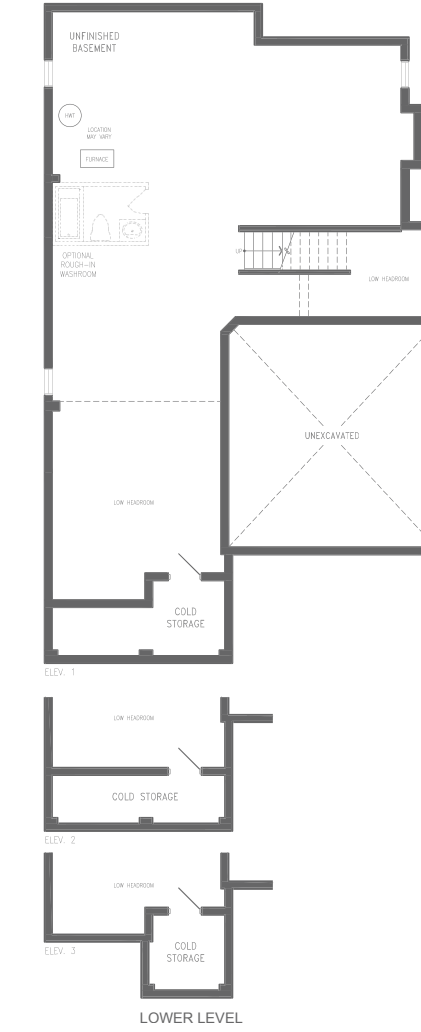 UNFINISHED
BASEMENT
HWT
LOCATION
MAY VARY
FURNACE
OPTIONAL
ROUGH-IN
WASHROOM
UP
LOW HEADROOM
UNEXCAVATED
LOW HEADROOM
COLD
STORAGE
ELEV. 1
LOW HEADROOM
COLD STORAGE
ELEV. 2
LOW HEADROOM
COLD
STORAGE
ELEV. 3
LOWER LEVEL